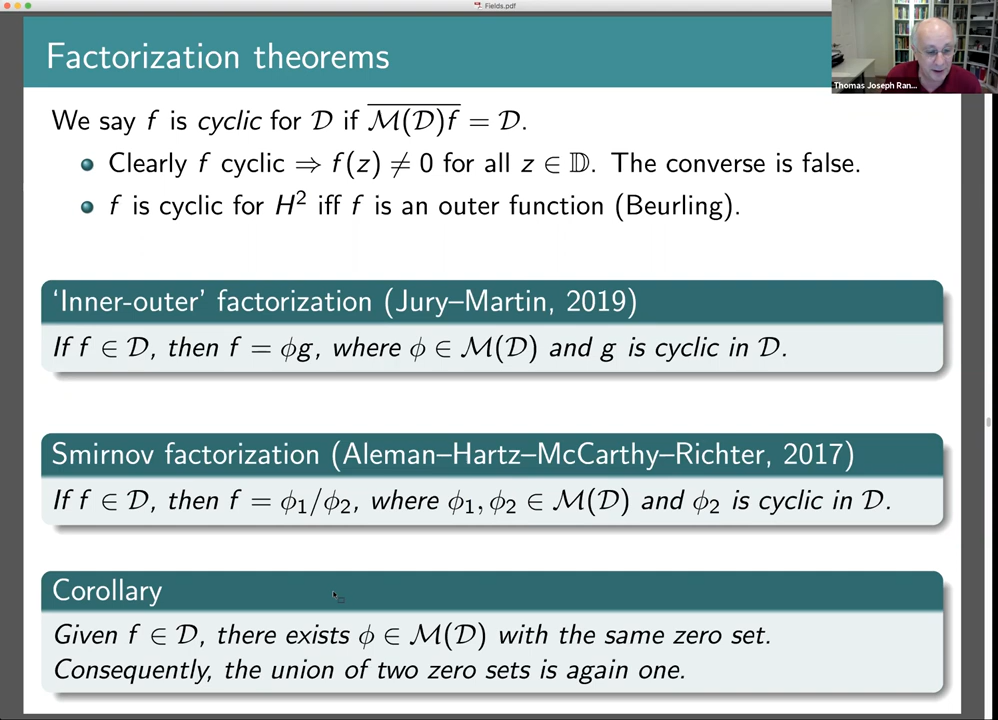 Fields.pdf
Factorization theorems
Thomas Joseph Ran...
We say f is cyclic for 𝒟 if \overline{ℳ(𝒟)f} = 𝒟.
Clearly f cyclic ⇒ f(z) ≠ 0 for all z ∈ 𝔻. The converse is false.
f is cyclic for H² iff f is an outer function (Beurling).
‘Inner-outer’ factorization (Jury–Martin, 2019)
If f ∈ 𝒟, then f = ϕg, where ϕ ∈ ℳ(𝒟) and g is cyclic in 𝒟.
Smirnov factorization (Aleman–Hartz–McCarthy–Richter, 2017)
If f ∈ 𝒟, then f = ϕ₁/ϕ₂, where ϕ₁, ϕ₂ ∈ ℳ(𝒟) and ϕ₂ is cyclic in 𝒟.
Corollary
Given f ∈ 𝒟, there exists ϕ ∈ ℳ(𝒟) with the same zero set.
Consequently, the union of two zero sets is again one.